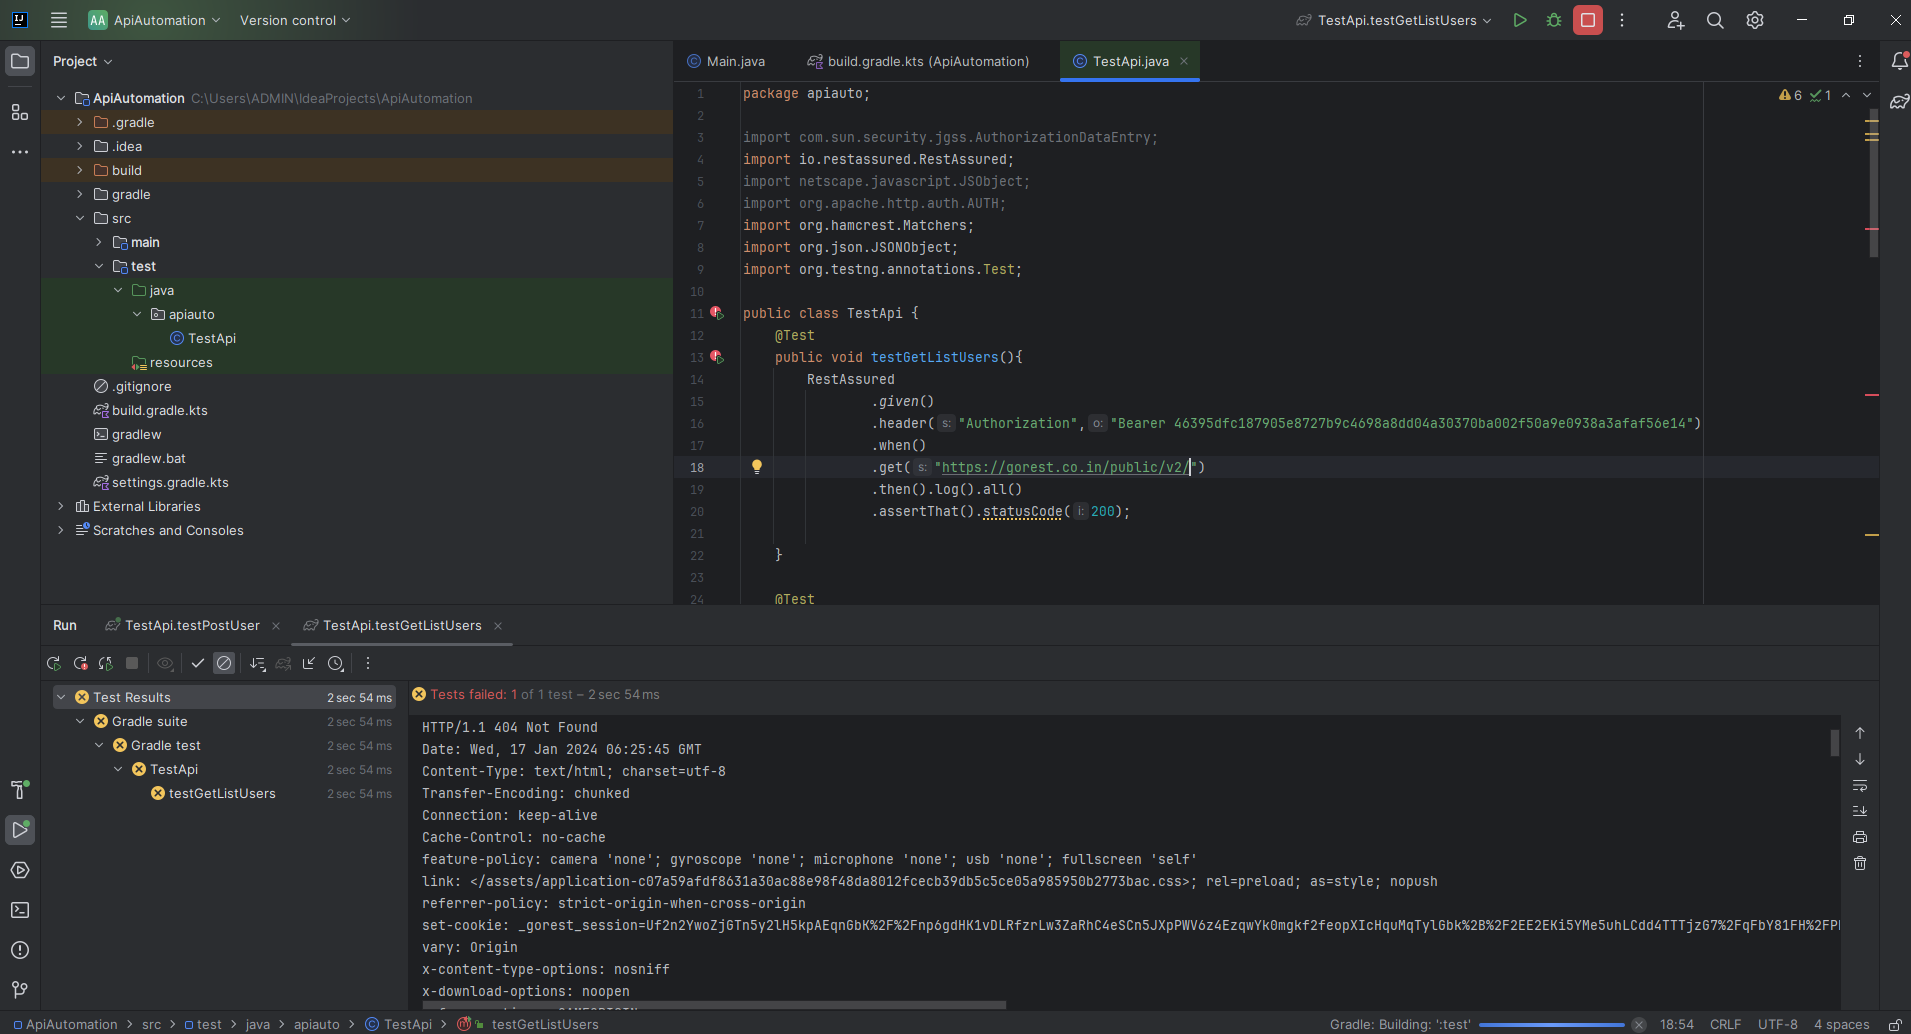 AA ApiAutomation Version control TestApi.testGetListUsers
Project
ApiAutomation C:\Users\ADMIN\IdeaProjects\ApiAutomation
.gradle
.idea
build
gradle
src
main
test
java
apiauto
TestApi
resources
.gitignore
build.gradle.kts
gradlew
gradlew.bat
settings.gradle.kts
External Libraries
Scratches and Consoles
Main.java build.gradle.kts (ApiAutomation) TestApi.java
6 1
1 package apiauto;
2
3 import com.sun.security.jgss.AuthorizationDataEntry;
4 import io.restassured.RestAssured;
5 import netscape.javascript.JSObject;
6 import org.apache.http.auth.AUTH;
7 import org.hamcrest.Matchers;
8 import org.json.JSONObject;
9 import org.testng.annotations.Test;
10
11 public class TestApi {
12 @Test
13 public void testGetListUsers(){
14 RestAssured
15 .given()
16 .header( s: "Authorization", o: "Bearer 46395dfc187905e8727b9c4698a8dd04a30370ba002f50a9e0938a3afaf56e14")
17 .when()
18 .get( s: "https://gorest.co.in/public/v2/")
19 .then().log().all()
20 .assertThat().statusCode( i: 200);
21
22 }
23
24 @Test
Run TestApi.testPostUser TestApi.testGetListUsers
Test Results 2 sec 54 ms
Gradle suite 2 sec 54 ms
Gradle test 2 sec 54 ms
TestApi 2 sec 54 ms
testGetListUsers 2 sec 54 ms
Tests failed: 1 of 1 test – 2 sec 54 ms
HTTP/1.1 404 Not Found
Date: Wed, 17 Jan 2024 06:25:45 GMT
Content-Type: text/html; charset=utf-8
Transfer-Encoding: chunked
Connection: keep-alive
Cache-Control: no-cache
feature-policy: camera 'none'; gyroscope 'none'; microphone 'none'; usb 'none'; fullscreen 'self'
link: </assets/application-c07a59afdf8631a30ac88e98f48da8012fcecb39db5c5ce05a985950b2773bac.css>; rel=preload; as=style; nopush
referrer-policy: strict-origin-when-cross-origin
set-cookie: _gorest_session=Uf2n2YwoZjGTn5y2lH5kpAEqnGbK%2F%2Fnp6gdHK1vDLRfzrLw3ZaRhC4eSCn5JXpPWV6z4EzqwYk0mgkf2feopXIcHquMqTylGbk%2B%2F2EE2EKi5YMe5uhLCdd4TTTjzG7%2FqFbY81FH%2FP
vary: Origin
x-content-type-options: nosniff
x-download-options: noopen
ApiAutomation src test java apiauto TestApi testGetListUsers
Gradle: Building: ':test' 18:54 CRLF UTF-8 4 spaces